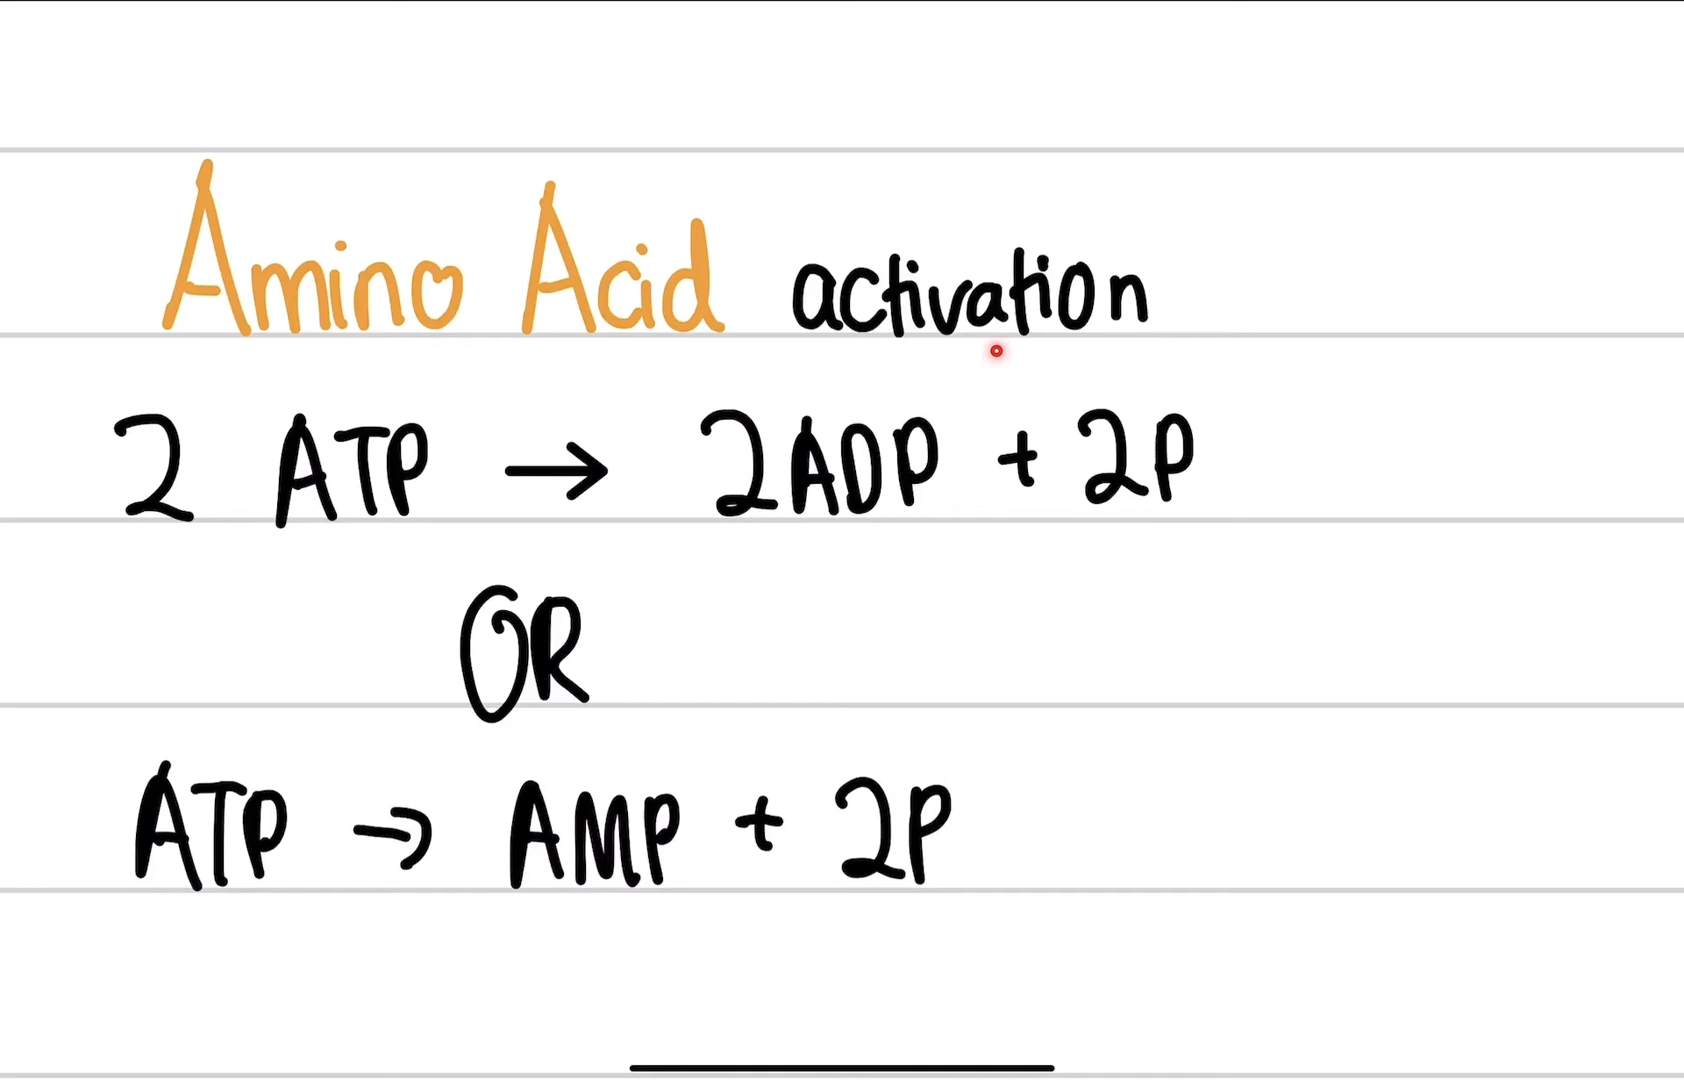 Amino Acid activation
2 ATP → 2ADP + 2P
OR
ATP → AMP + 2P